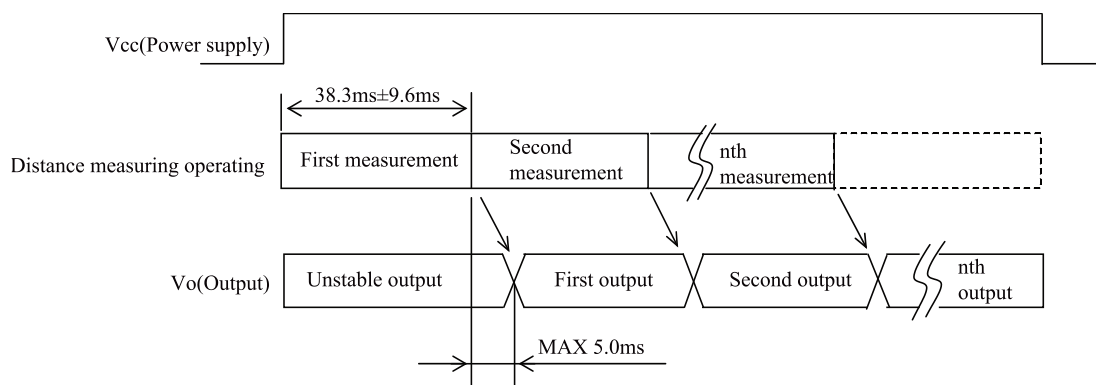 Vcc(Power supply)
38.3ms±9.6ms
Distance measuring operating
First measurement
Second
measurement
nth
measurement
Vo(Output)
Unstable output
First output
Second output
nth
output
MAX 5.0ms